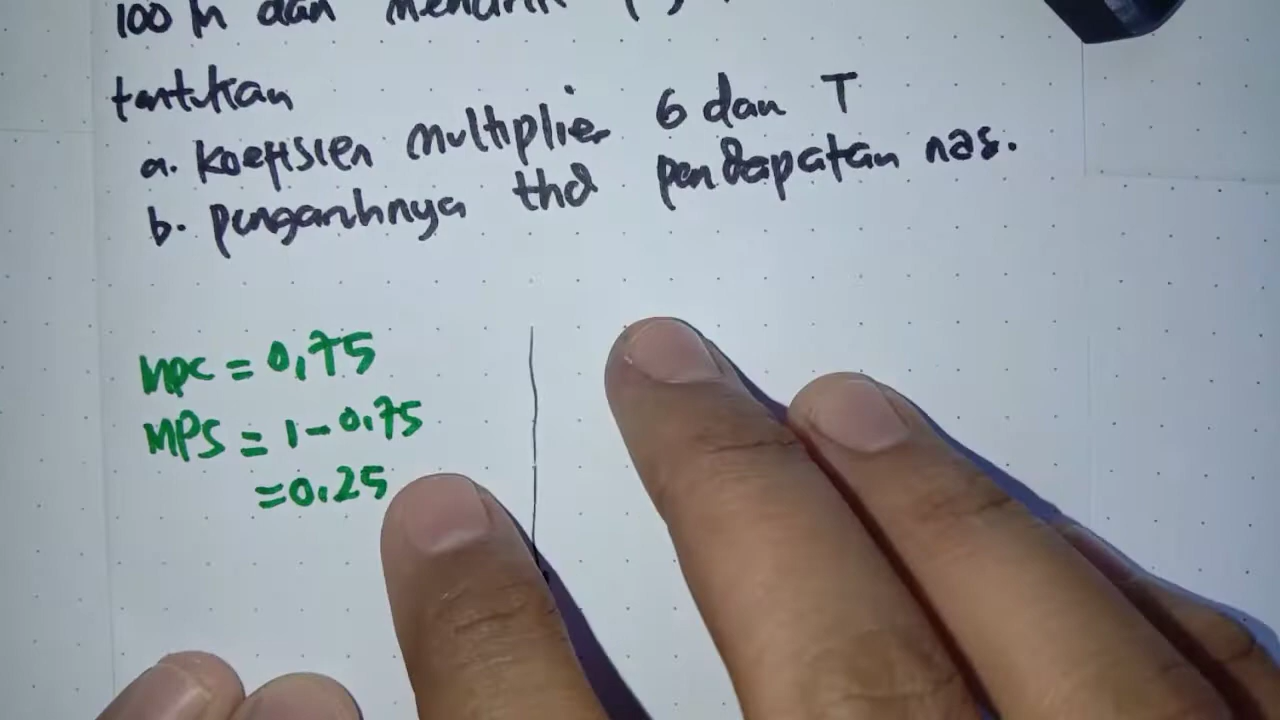 100 M dan menarik
tentukan
a. koefisien multiplier G dan T
b. pengaruhnya thd pendapatan nas.
MPC = 0,75
MPS = 1 - 0.75
= 0.25